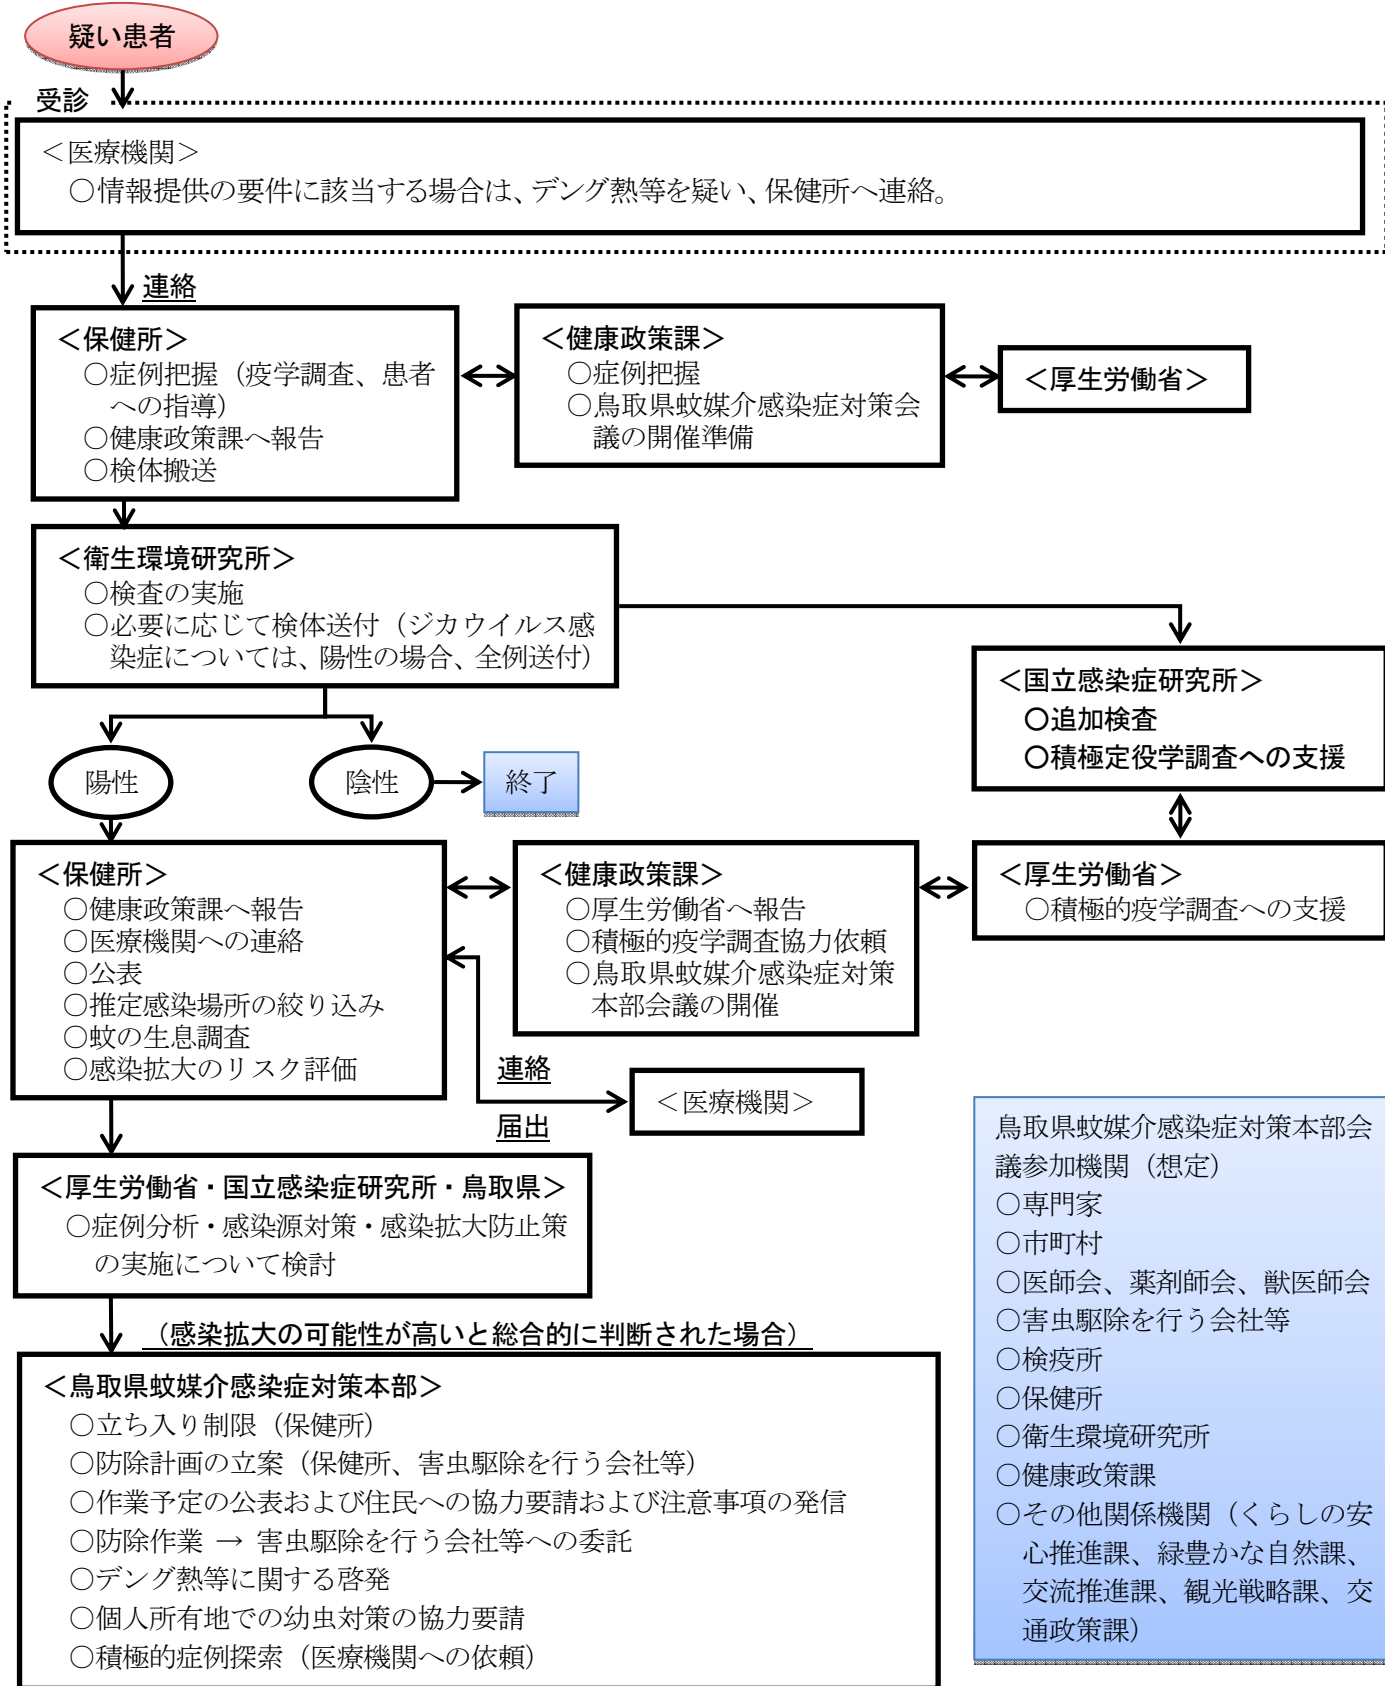 疑い患者
受診
＜医療機関＞
○情報提供の要件に該当する場合は、デング熱等を疑い、保健所へ連絡。
連絡
＜保健所＞
○症例把握（疫学調査、患者
への指導）
○健康政策課へ報告
○検体搬送
＜健康政策課＞
○症例把握
○鳥取県蚊媒介感染症対策会
議の開催準備
＜厚生労働省＞
＜衛生環境研究所＞
○検査の実施
○必要に応じて検体送付（ジカウイルス感
染症については、陽性の場合、全例送付）
＜国立感染症研究所＞
○追加検査
○積極定役学調査への支援
陽性
陰性
終了
＜保健所＞
○健康政策課へ報告
○医療機関への連絡
○公表
○推定感染場所の絞り込み
○蚊の生息調査
○感染拡大のリスク評価
＜健康政策課＞
○厚生労働省へ報告
○積極的疫学調査協力依頼
○鳥取県蚊媒介感染症対策
本部会議の開催
＜厚生労働省＞
○積極的疫学調査への支援
連絡
届出
＜医療機関＞
＜厚生労働省・国立感染症研究所・鳥取県＞
○症例分析・感染源対策・感染拡大防止策
の実施について検討
（感染拡大の可能性が高いと総合的に判断された場合）
＜鳥取県蚊媒介感染症対策本部＞
○立ち入り制限（保健所）
○防除計画の立案（保健所、害虫駆除を行う会社等）
○作業予定の公表および住民への協力要請および注意事項の発信
○防除作業 → 害虫駆除を行う会社等への委託
○デング熱等に関する啓発
○個人所有地での幼虫対策の協力要請
○積極的症例探索（医療機関への依頼）
鳥取県蚊媒介感染症対策本部会
議参加機関（想定）
○専門家
○市町村
○医師会、薬剤師会、獣医師会
○害虫駆除を行う会社等
○検疫所
○保健所
○衛生環境研究所
○健康政策課
○その他関係機関（くらしの安
心推進課、緑豊かな自然課、
交流推進課、観光戦略課、交
通政策課）